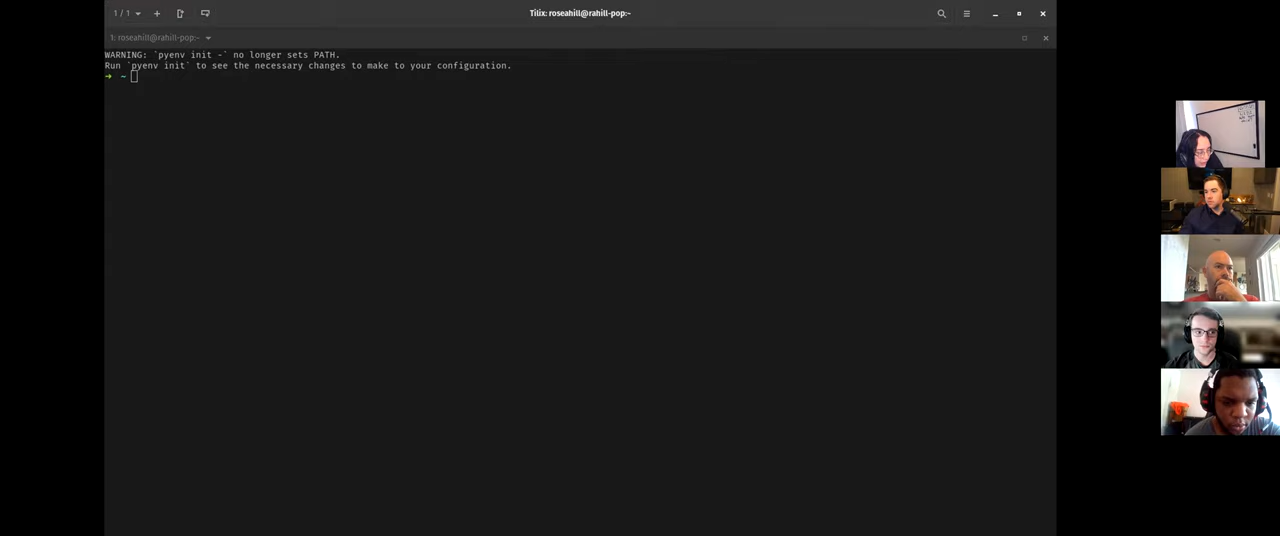 1 / 1
Tilix: roseahill@rahill-pop:~
1: roseahill@rahill-pop:~
WARNING: `pyenv init -` no longer sets PATH.
Run `pyenv init` to see the necessary changes to make to your configuration.
➜ ~